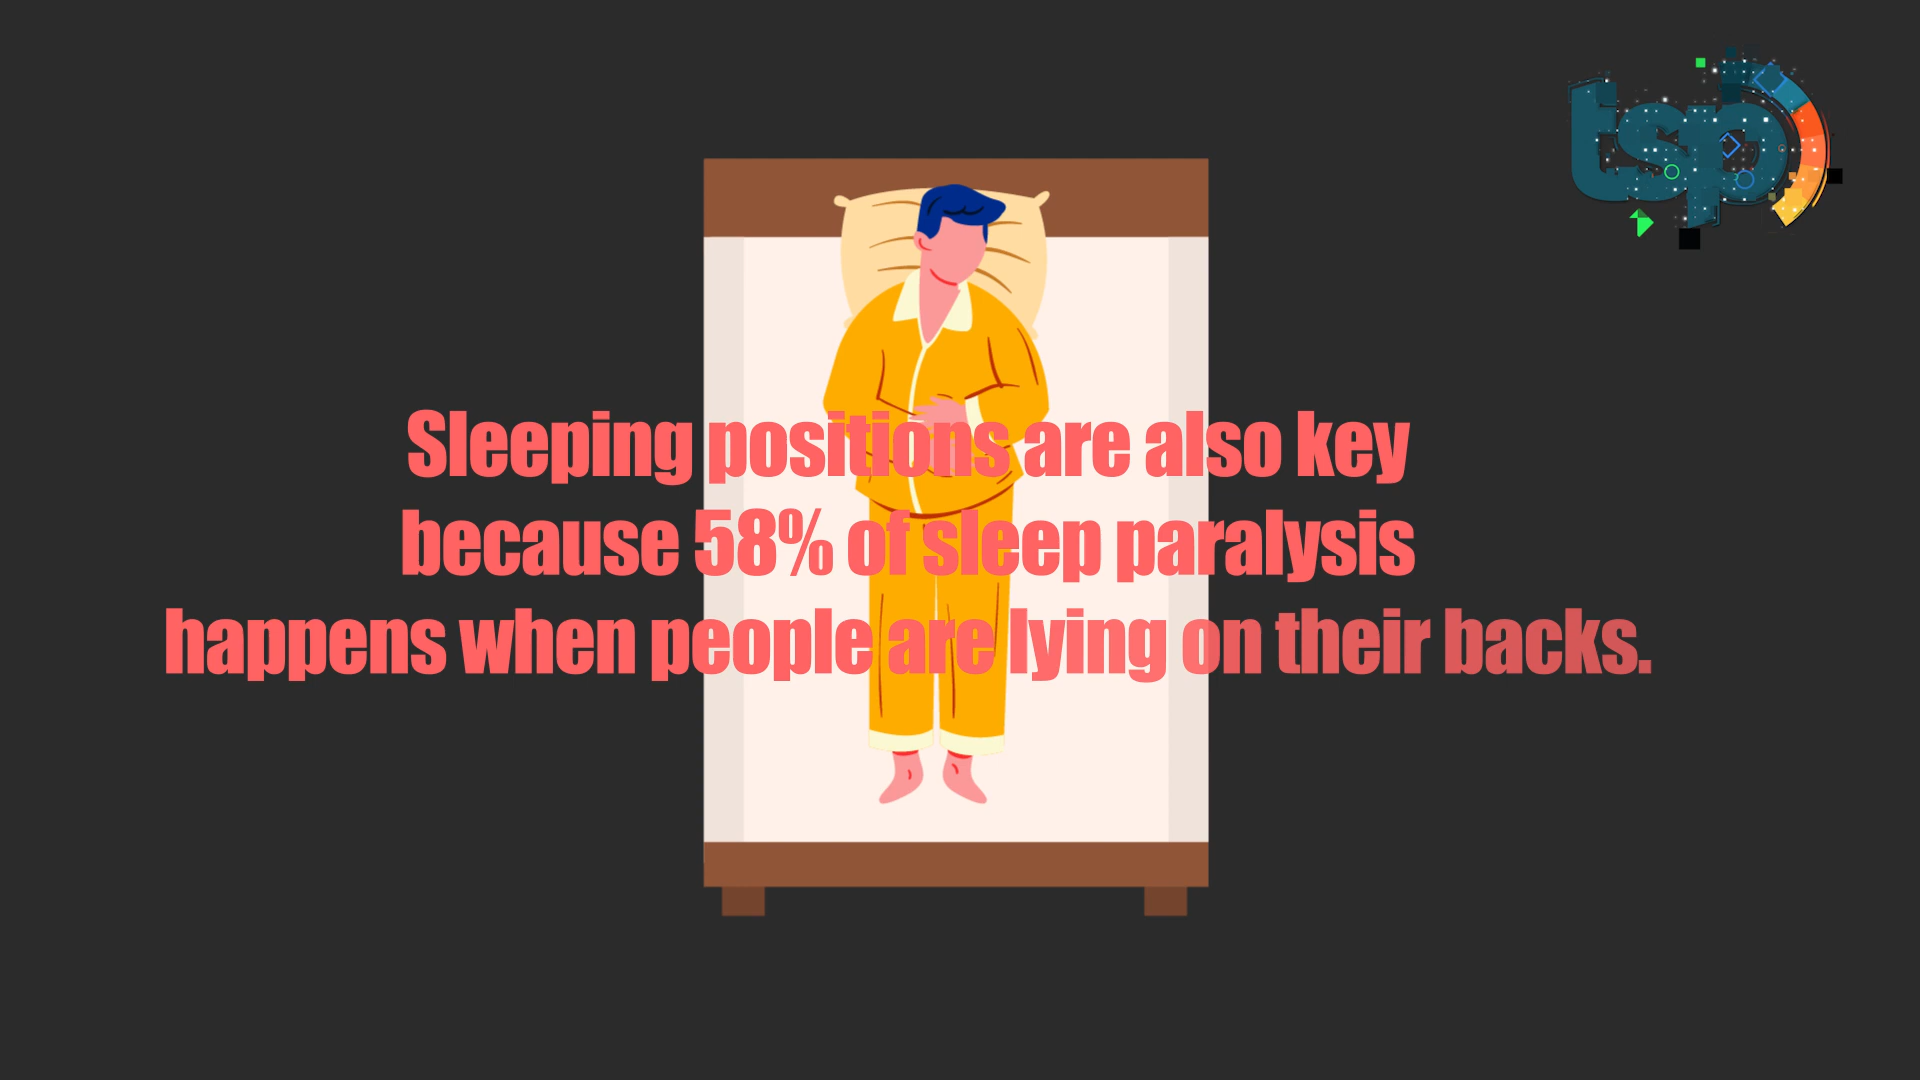 tsp
Sleeping positions are also key
because 58% of sleep paralysis
happens when people are lying on their backs.